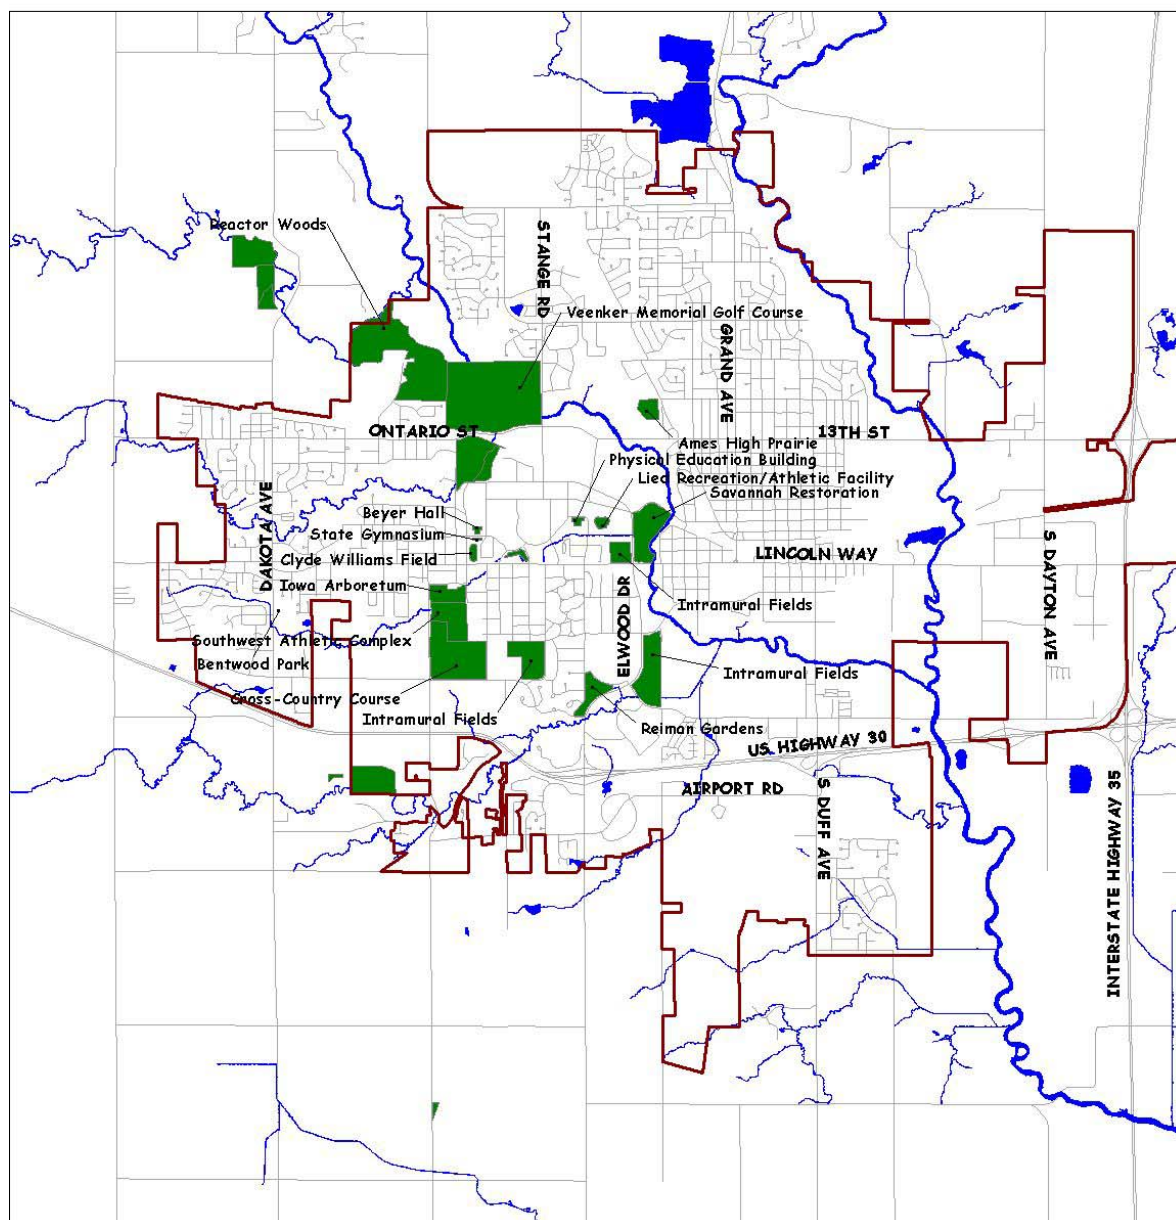 Reactor Woods
STANGE RD
Veenker Memorial Golf Course
GRAND AVE
ONTARIO ST
13TH ST
Ames High Prairie
Physical Education Building
Lied Recreation/Athletic Facility
Savannah Restoration
DAKOTA AVE
Beyer Hall
State Gymnasium
Clyde Williams Field
LINCOLN WAY
S DAYTON AVE
Iowa Arboretum
ELWOOD DR
Intramural Fields
Southwest Athletic Complex
Bentwood Park
Intramural Fields
Cross-Country Course
Intramural Fields
Reiman Gardens
US HIGHWAY 30
AIRPORT RD
S DUFF AVE
INTERSTATE HIGHWAY 35